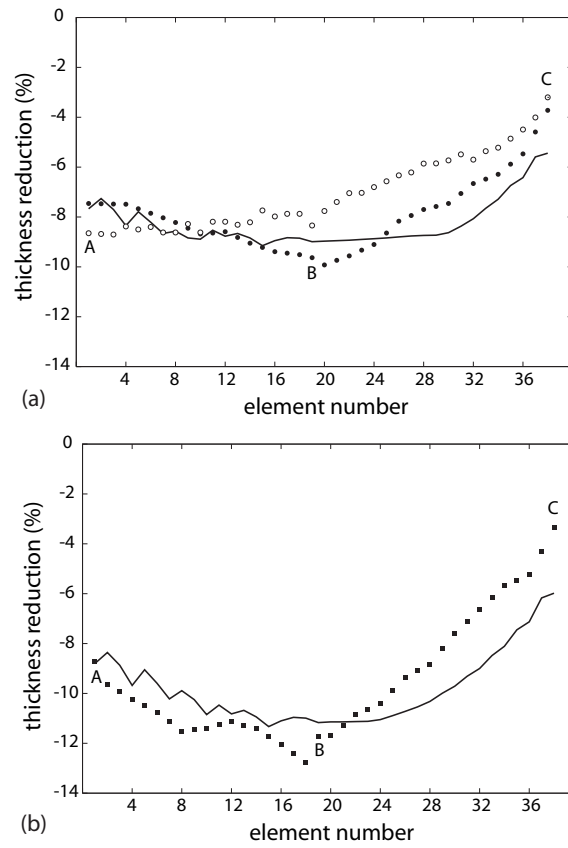 0
-2
-4
-6
-8
-10
-12
-14
thickness reduction (%)
A
B
C
4 8 12 16 20 24 28 32 36
(a)
element number
0
-2
-4
-6
-8
-10
-12
-14
thickness reduction (%)
A
B
C
4 8 12 16 20 24 28 32 36
(b)
element number